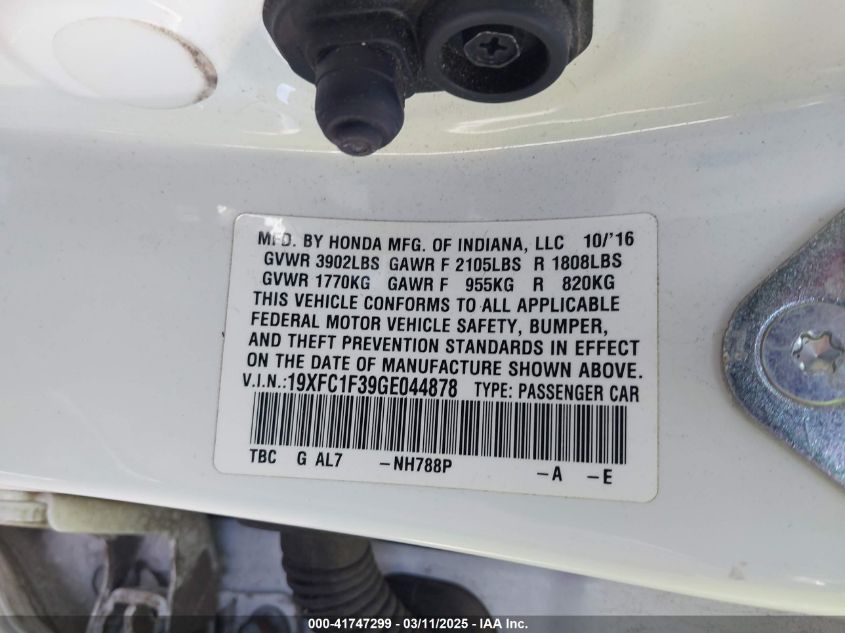 MFD. BY HONDA MFG. OF INDIANA, LLC 10/'16
GVWR 3902LBS GAWR F 2105LBS R 1808LBS
GVWR 1770KG GAWR F 955KG R 820KG
THIS VEHICLE CONFORMS TO ALL APPLICABLE
FEDERAL MOTOR VEHICLE SAFETY, BUMPER,
AND THEFT PREVENTION STANDARDS IN EFFECT
ON THE DATE OF MANUFACTURE SHOWN ABOVE.
V.I.N.:19XFC1F39GE044878 TYPE: PASSENGER CAR
TBC G AL7 -NH788P -A -E
000-41747299 - 03/11/2025 - IAA Inc.